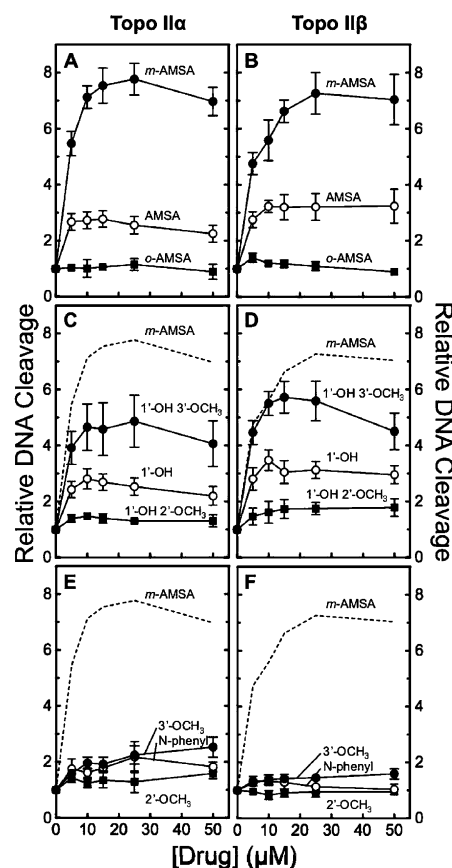 Topo IIα Topo IIβ
A B
m-AMSA m-AMSA
AMSA AMSA
o-AMSA o-AMSA
8
6
4
2
0
8
6
4
2
0
C D
m-AMSA m-AMSA
1'-OH 3'-OCH₃ 1'-OH 3'-OCH₃
1'-OH 1'-OH
1'-OH 2'-OCH₃ 1'-OH 2'-OCH₃
8
6
4
2
0
8
6
4
2
0
Relative DNA Cleavage
Relative DNA Cleavage
E F
m-AMSA m-AMSA
3'-OCH₃ 3'-OCH₃
N-phenyl N-phenyl
2'-OCH₃ 2'-OCH₃
8
6
4
2
0
8
6
4
2
0
0 10 20 30 40 50 0 10 20 30 40 50
[Drug] (μM)